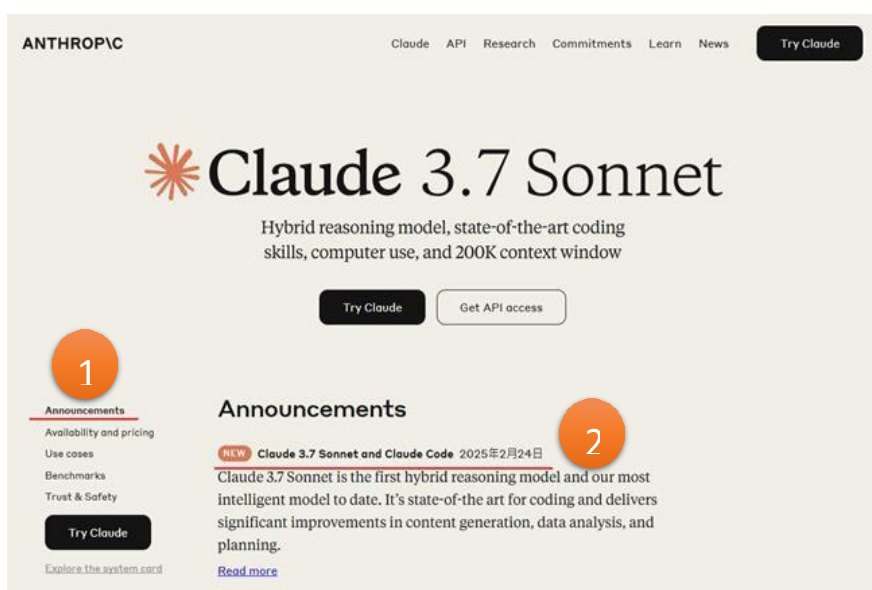 ANTHROP\C
Claude API Research Commitments Learn News Try Claude
Claude 3.7 Sonnet
Hybrid reasoning model, state-of-the-art coding
skills, computer use, and 200K context window
Try Claude Get API access
1
Announcements
Availability and pricing
Use cases
Benchmarks
Trust & Safety
Try Claude
Explore the system card
Announcements
2
NEW Claude 3.7 Sonnet and Claude Code 2025年2月24日
Claude 3.7 Sonnet is the first hybrid reasoning model and our most
intelligent model to date. It's state-of-the art for coding and delivers
significant improvements in content generation, data analysis, and
planning.
Read more